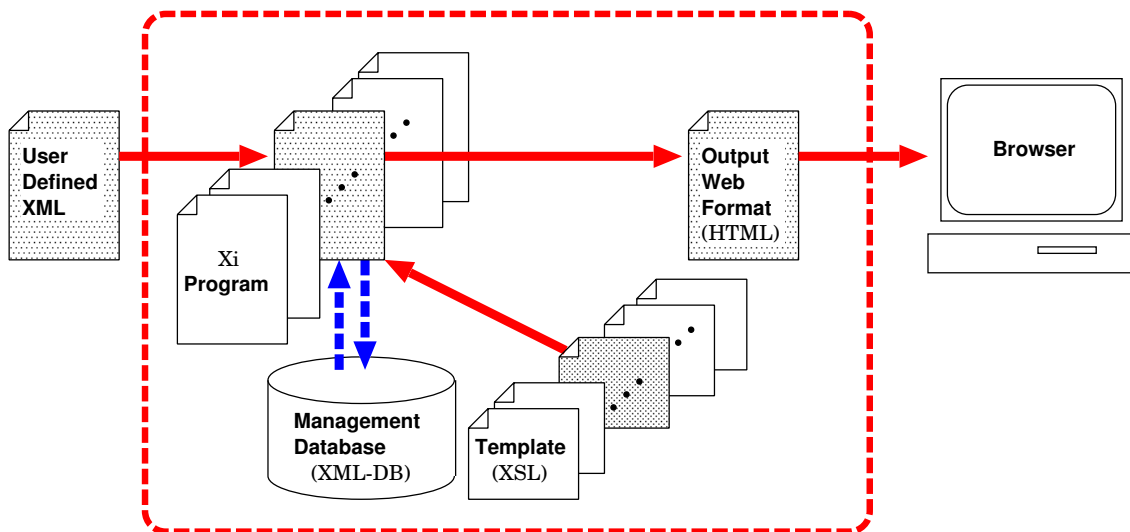 User
Defined
XML
Xi
Program
Output
Web
Format
(HTML)
Browser
Management
Database
(XML-DB)
Template
(XSL)